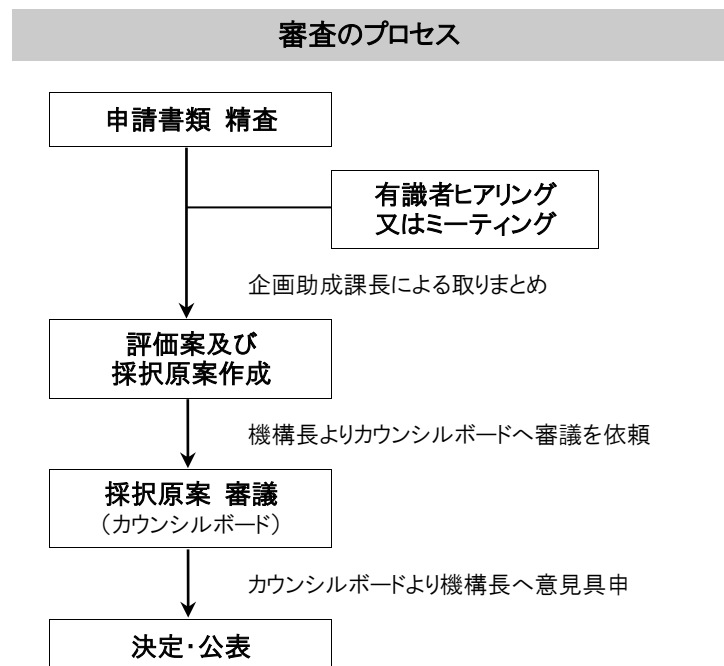 審査のプロセス
申請書類 精査
有識者ヒアリング
又はミーティング
企画助成課長による取りまとめ
評価案及び
採択原案作成
機構長よりカウンシルボードへ審議を依頼
採択原案 審議
（カウンシルボード）
カウンシルボードより機構長へ意見具申
決定・公表